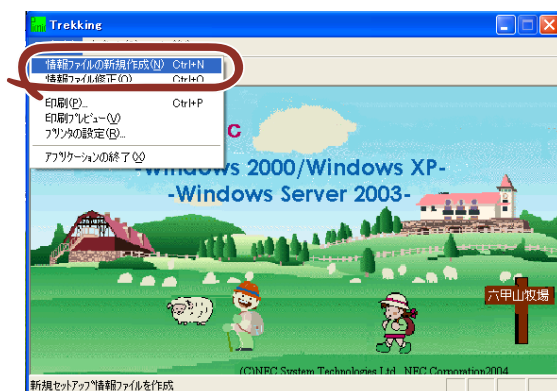 Trekking
情報ファイルの新規作成(N) Ctrl+N
情報ファイル修正(O) Ctrl+O
印刷(P)... Ctrl+P
印刷プレビュー(V)
プリンタの設定(R)...
アプリケーションの終了(X)
C
-Windows 2000/Windows XP-
-Windows Server 2003-
六甲山牧場
(C)NEC System Technologies,Ltd. NEC Corporation2004
新規セットアップ情報ファイルを作成